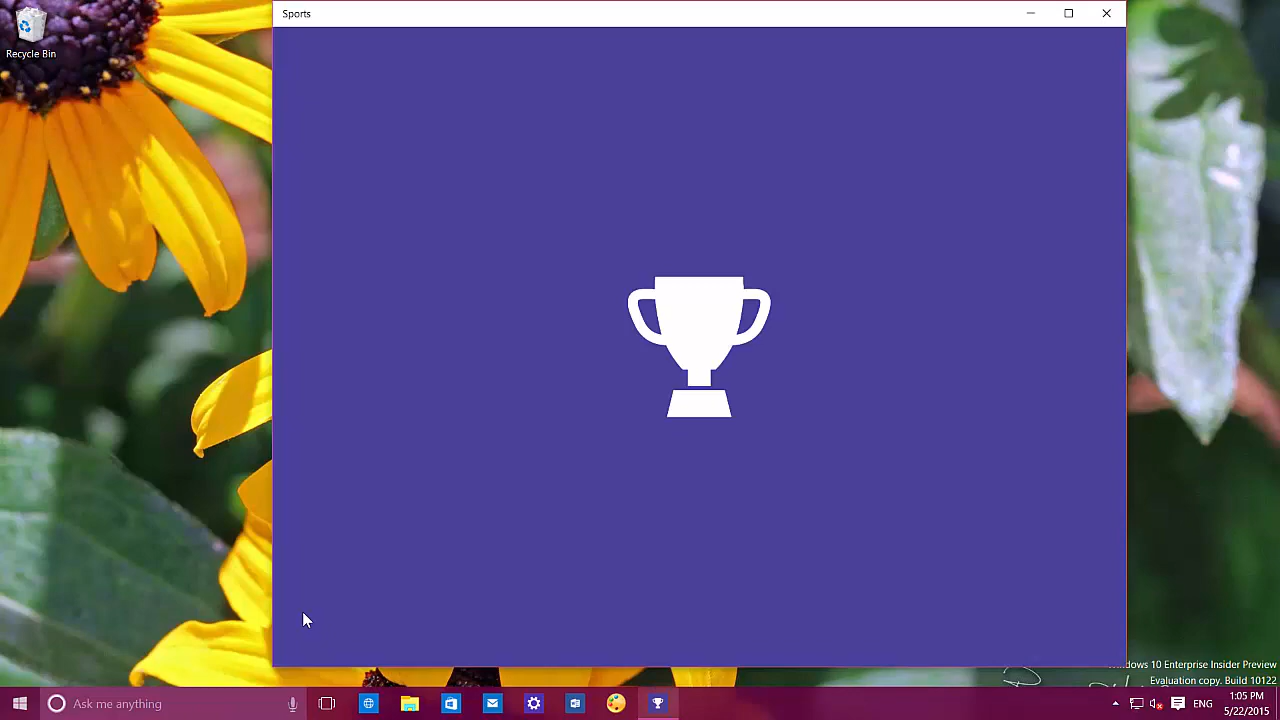 Sports
Recycle Bin
Windows 10 Enterprise Insider Preview
Evaluation copy. Build 10122
Ask me anything
ENG
1:05 PM
5/22/2015